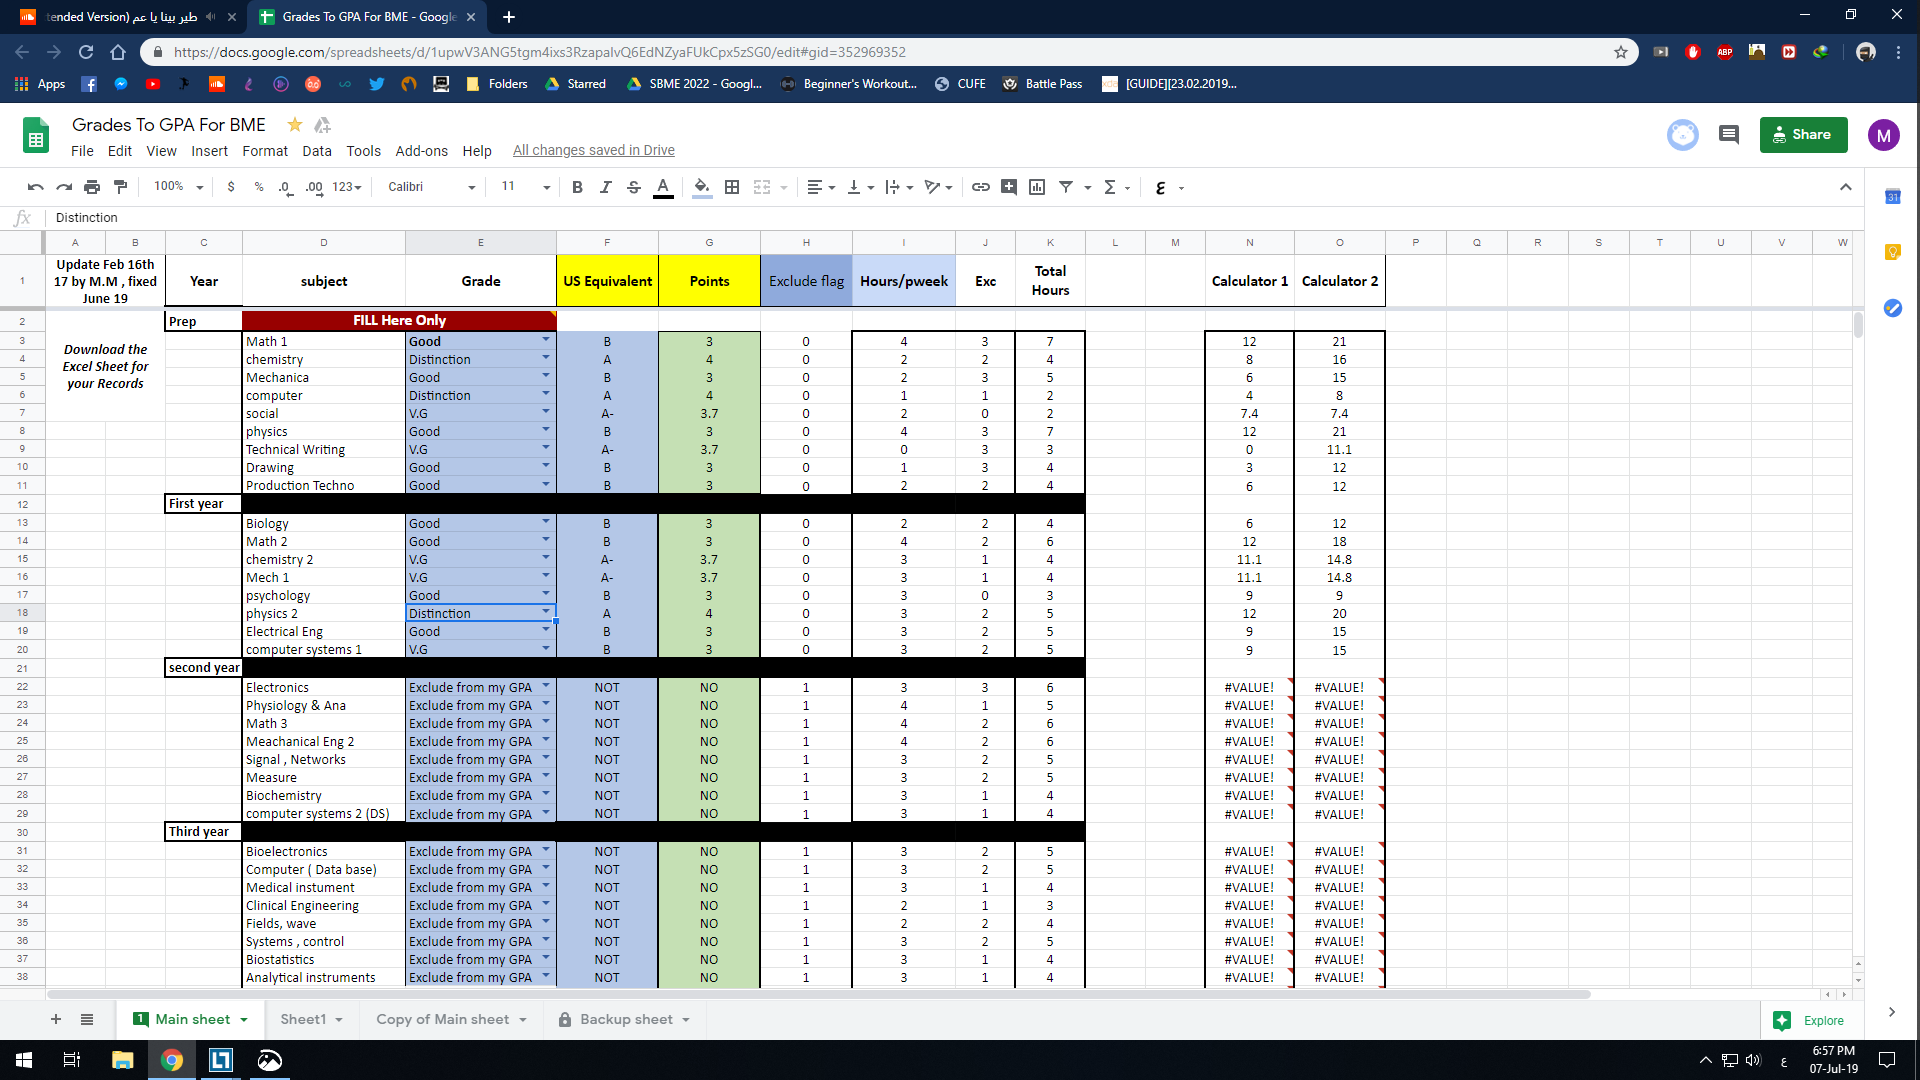 tended Version) طير بينا يا عم
Grades To GPA For BME - Google
https://docs.google.com/spreadsheets/d/1upwV3ANG5tgm4ixs3RzapalvQ6EdNZyaFUkCpx5zSG0/edit#gid=352969352
Apps Folders Starred SBME 2022 - Googl... Beginner's Workout... CUFE Battle Pass [GUIDE][23.02.2019...
Grades To GPA For BME
Share M
File Edit View Insert Format Data Tools Add-ons Help All changes saved in Drive
100% $ % .0 .00 123 Calibri 11 B I S A
fx Distinction
A B C D E F G H I J K L M N O P Q R S T U V W
1 Update Feb 16th 17 by M.M , fixed June 19 Year subject Grade US Equivalent Points Exclude flag Hours/pweek Exc Total Hours Calculator 1 Calculator 2
2 Prep FILL Here Only
Download the Excel Sheet for your Records
3 Math 1 Good B 3 0 4 3 7 12 21
4 chemistry Distinction A 4 0 2 2 4 8 16
5 Mechanica Good B 3 0 2 3 5 6 15
6 computer Distinction A 4 0 1 1 2 4 8
7 social V.G A- 3.7 0 2 0 2 7.4 7.4
8 physics Good B 3 0 4 3 7 12 21
9 Technical Writing V.G A- 3.7 0 0 3 3 0 11.1
10 Drawing Good B 3 0 1 3 4 3 12
11 Production Techno Good B 3 0 2 2 4 6 12
12 First year
13 Biology Good B 3 0 2 2 4 6 12
14 Math 2 Good B 3 0 4 2 6 12 18
15 chemistry 2 V.G A- 3.7 0 3 1 4 11.1 14.8
16 Mech 1 V.G A- 3.7 0 3 1 4 11.1 14.8
17 psychology Good B 3 0 3 0 3 9 9
18 physics 2 Distinction A 4 0 3 2 5 12 20
19 Electrical Eng Good B 3 0 3 2 5 9 15
20 computer systems 1 V.G B 3 0 3 2 5 9 15
21 second year
22 Electronics Exclude from my GPA NOT NO 1 3 3 6 #VALUE! #VALUE!
23 Physiology & Ana Exclude from my GPA NOT NO 1 4 1 5 #VALUE! #VALUE!
24 Math 3 Exclude from my GPA NOT NO 1 4 2 6 #VALUE! #VALUE!
25 Meachanical Eng 2 Exclude from my GPA NOT NO 1 4 2 6 #VALUE! #VALUE!
26 Signal , Networks Exclude from my GPA NOT NO 1 3 2 5 #VALUE! #VALUE!
27 Measure Exclude from my GPA NOT NO 1 3 2 5 #VALUE! #VALUE!
28 Biochemistry Exclude from my GPA NOT NO 1 3 1 4 #VALUE! #VALUE!
29 computer systems 2 (DS) Exclude from my GPA NOT NO 1 3 1 4 #VALUE! #VALUE!
30 Third year
31 Bioelectronics Exclude from my GPA NOT NO 1 3 2 5 #VALUE! #VALUE!
32 Computer ( Data base) Exclude from my GPA NOT NO 1 3 2 5 #VALUE! #VALUE!
33 Medical instument Exclude from my GPA NOT NO 1 3 1 4 #VALUE! #VALUE!
34 Clinical Engineering Exclude from my GPA NOT NO 1 2 1 3 #VALUE! #VALUE!
35 Fields, wave Exclude from my GPA NOT NO 1 2 2 4 #VALUE! #VALUE!
36 Systems , control Exclude from my GPA NOT NO 1 3 2 5 #VALUE! #VALUE!
37 Biostatistics Exclude from my GPA NOT NO 1 3 1 4 #VALUE! #VALUE!
38 Analytical instruments Exclude from my GPA NOT NO 1 3 1 4 #VALUE! #VALUE!
1 Main sheet Sheet1 Copy of Main sheet Backup sheet Explore
ع 6:57 PM
07-Jul-19